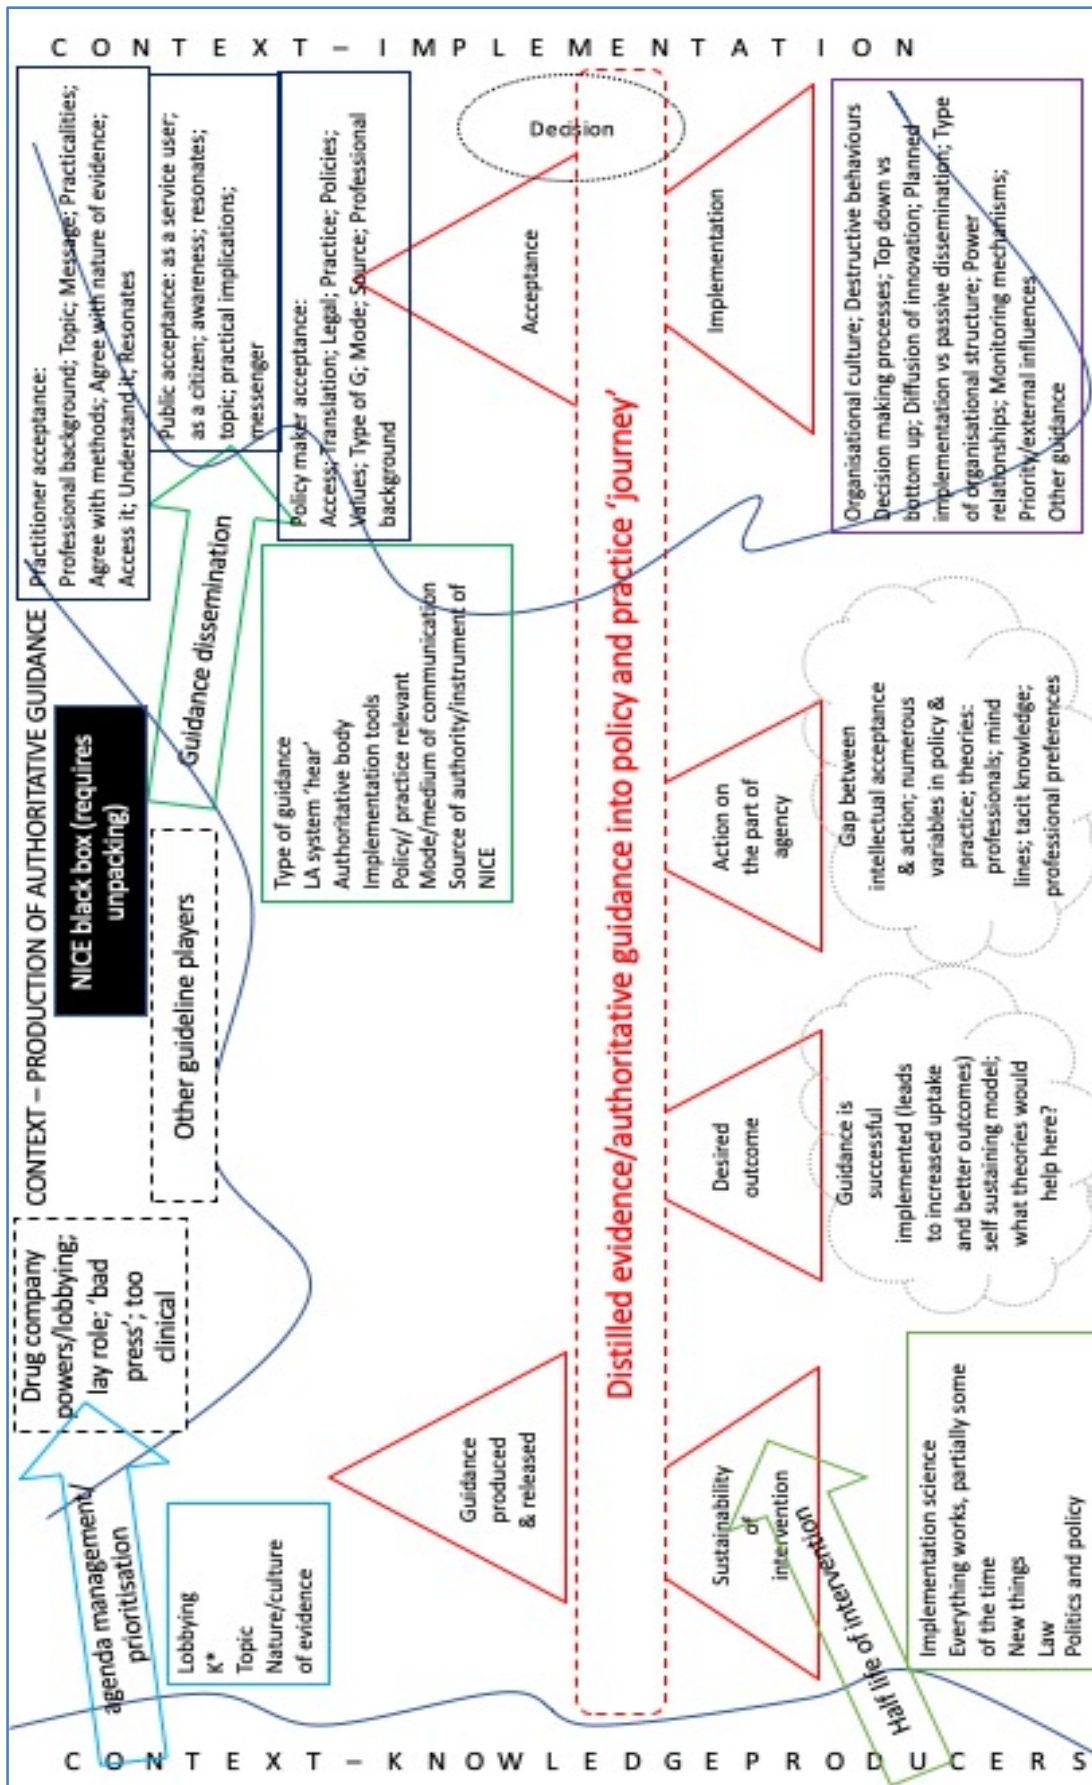 CONTEXT – PRODUCTION OF AUTHORITATIVE GUIDANCE
C O N T E X T – K N O W L E D G E P R O D U C E R S
agenda management/
prioritisation
Drug company
powers/lobbying;
lay role; ‘bad
press’; too
clinical
Lobbying
K*
Topic
Nature/culture
of evidence
Other guideline players
NICE black box (requires
unpacking)
Guidance dissemination
Type of guidance
LA system ‘hear’
Authoritative body
Implementation tools
Policy/ practice relevant
Mode/medium of communication
Source of authority/instrument of
NICE
Practitioner acceptance:
Professional background; Topic; Message; Practicalities;
Agree with methods; Agree with nature of evidence;
Access it; Understand it; Resonates
Public acceptance: as a service user;
as a citizen; awareness; resonates;
topic; practical implications;
messenger
Policy maker acceptance:
Access; Translation; Legal; Practice; Policies,
Values; Type of G; Mode; Source; Professional
background
C O N T E X T – I M P L E M E N T A T I O N
Guidance
produced
& released
Acceptance
Decision
Distilled evidence/authoritative guidance into policy and practice ‘journey’
Sustainability
of
intervention
Half life of intervention
Desired
outcome
Action on
the part of
agency
Implementation
Implementation science
Everything works, partially some
of the time
New things
Law
Politics and policy
Guidance is
successful
implemented (leads
to increased uptake
and better outcomes)
self sustaining model;
what theories would
help here?
Gap between
intellectual acceptance
& action; numerous
variables in policy &
practice; theories:
professionals; mind
lines; tacit knowledge;
professional preferences
Organisational culture; Destructive behaviours
Decision making processes; Top down vs
bottom up; Diffusion of innovation; Planned
implementation vs passive dissemination; Type
of organisational structure; Power
relationships; Monitoring mechanisms;
Priority/external influences
Other guidance